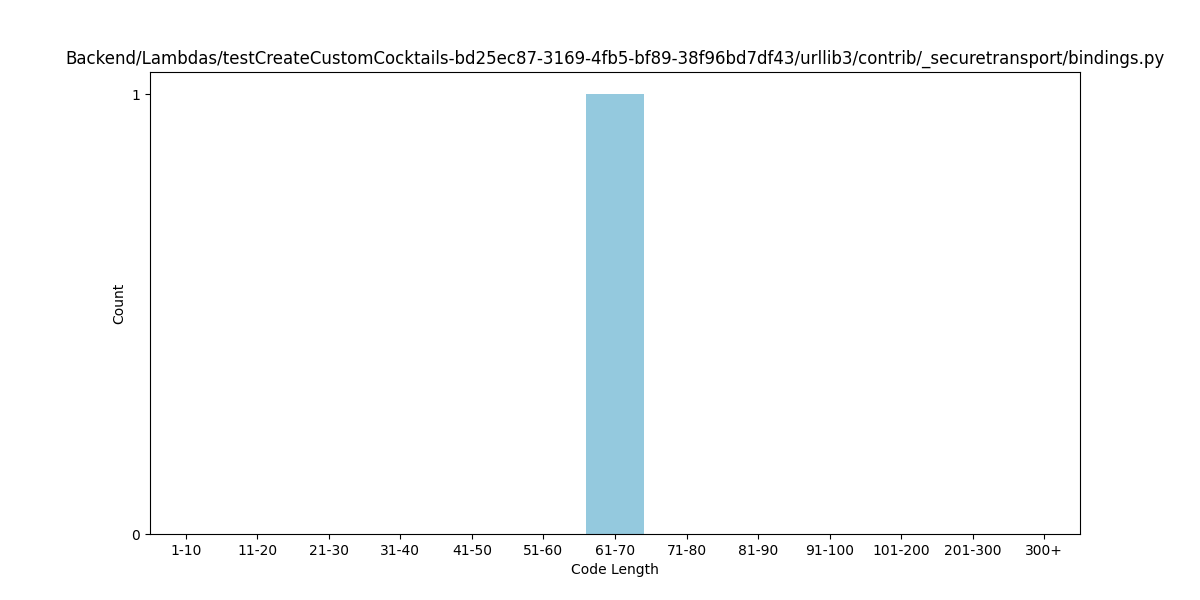 Backend/Lambdas/testCreateCustomCocktails-bd25ec87-3169-4fb5-bf89-38f96bd7df43/urllib3/contrib/_securetransport/bindings.py
1
Count
0
1-10 11-20 21-30 31-40 41-50 51-60 61-70 71-80 81-90 91-100 101-200 201-300 300+
Code Length